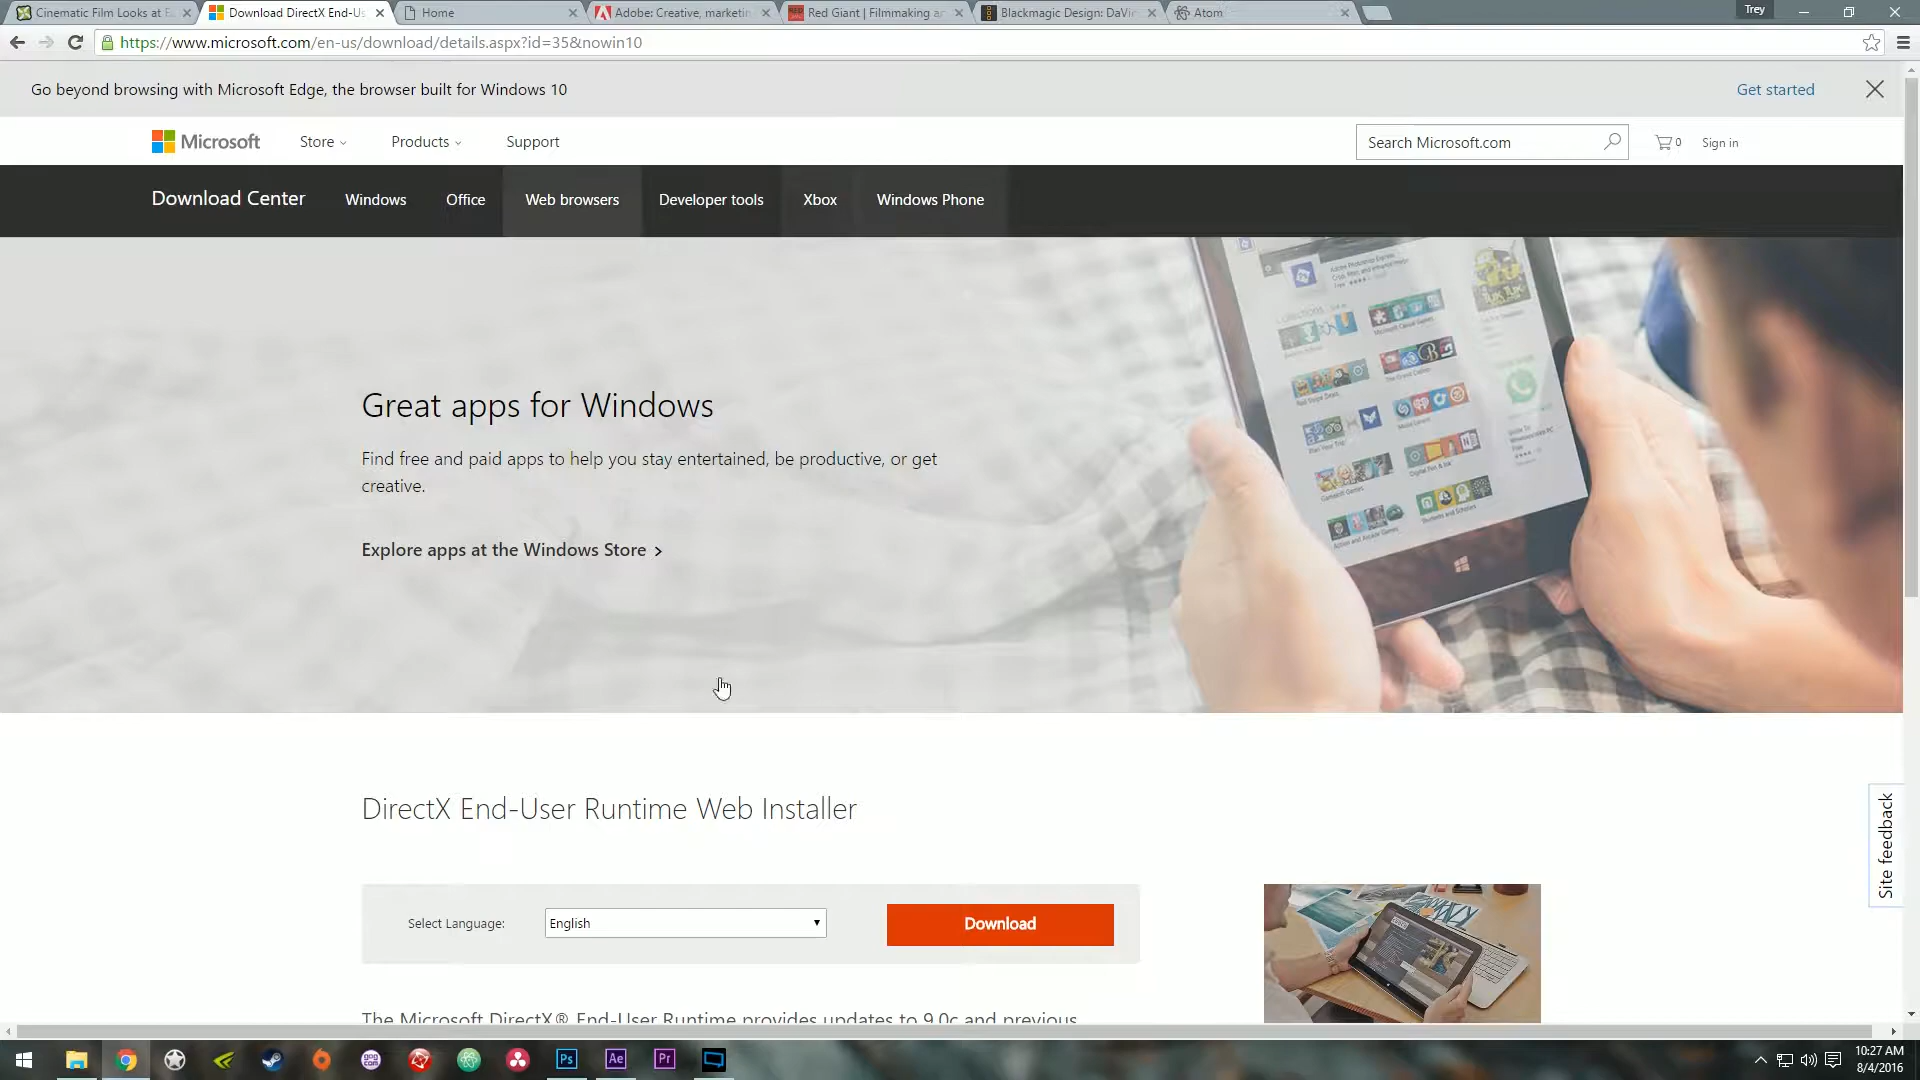 Cinematic Film Looks at
Download DirectX End-Us
Home
Adobe: Creative, marketin
Red Giant | Filmmaking a
Blackmagic Design: DaVi
Atom
Trey
https://www.microsoft.com/en-us/download/details.aspx?id=35&nowin10
Go beyond browsing with Microsoft Edge, the browser built for Windows 10
Get started
Microsoft
Store
Products
Support
Search Microsoft.com
0
Sign in
Download Center
Windows
Office
Web browsers
Developer tools
Xbox
Windows Phone
Great apps for Windows
Find free and paid apps to help you stay entertained, be productive, or get
creative.
Explore apps at the Windows Store >
DirectX End-User Runtime Web Installer
Site feedback
Select Language:
English
Download
The Microsoft DirectX® End-User Runtime provides updates to 9.0c and previous
Ps
Ae
Pr
10:27 AM
8/4/2016